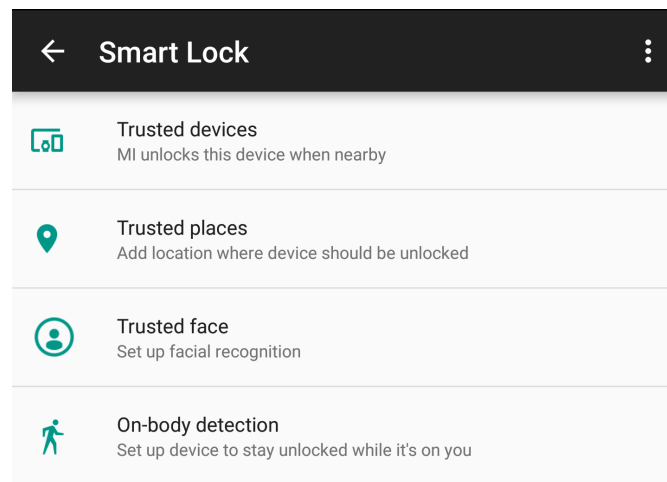 Smart Lock
Trusted devices
MI unlocks this device when nearby
Trusted places
Add location where device should be unlocked
Trusted face
Set up facial recognition
On-body detection
Set up device to stay unlocked while it's on you